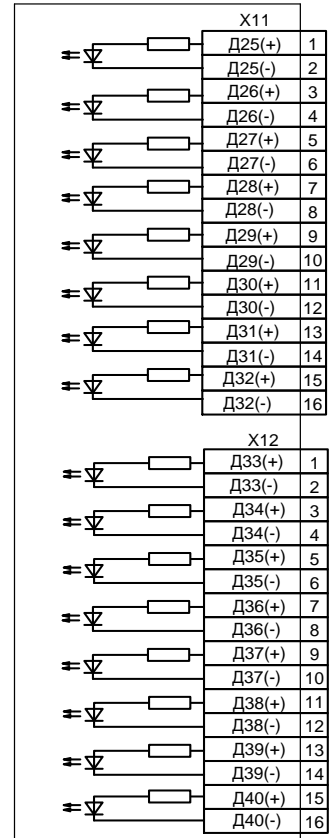 X11
Д25(+) 1
Д25(-) 2
Д26(+) 3
Д26(-) 4
Д27(+) 5
Д27(-) 6
Д28(+) 7
Д28(-) 8
Д29(+) 9
Д29(-) 10
Д30(+) 11
Д30(-) 12
Д31(+) 13
Д31(-) 14
Д32(+) 15
Д32(-) 16
X12
Д33(+) 1
Д33(-) 2
Д34(+) 3
Д34(-) 4
Д35(+) 5
Д35(-) 6
Д36(+) 7
Д36(-) 8
Д37(+) 9
Д37(-) 10
Д38(+) 11
Д38(-) 12
Д39(+) 13
Д39(-) 14
Д40(+) 15
Д40(-) 16